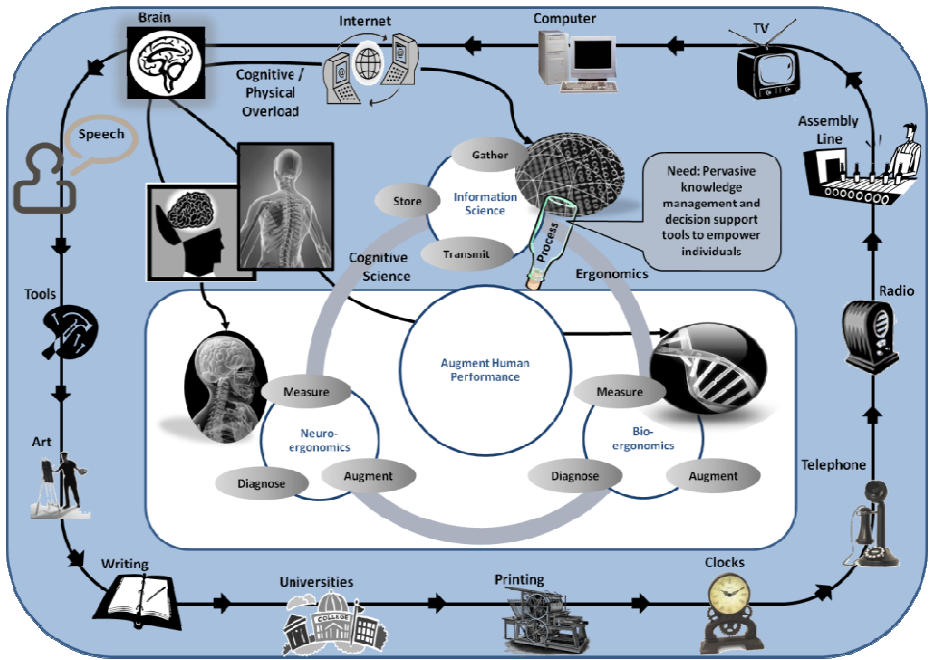 Brain
Internet
Computer
TV
Cognitive /
Physical
Overload
Speech
Assembly
Line
Gather
Information
Science
Store
Transmit
Process
Need: Pervasive
knowledge
management and
decision support
tools to empower
individuals
Cognitive
Science
Ergonomics
Tools
Radio
Augment Human
Performance
Measure
Neuro-
ergonomics
Diagnose
Augment
Measure
Bio-
ergonomics
Diagnose
Augment
Art
Telephone
Writing
Universities
COLLEGE
Printing
Clocks